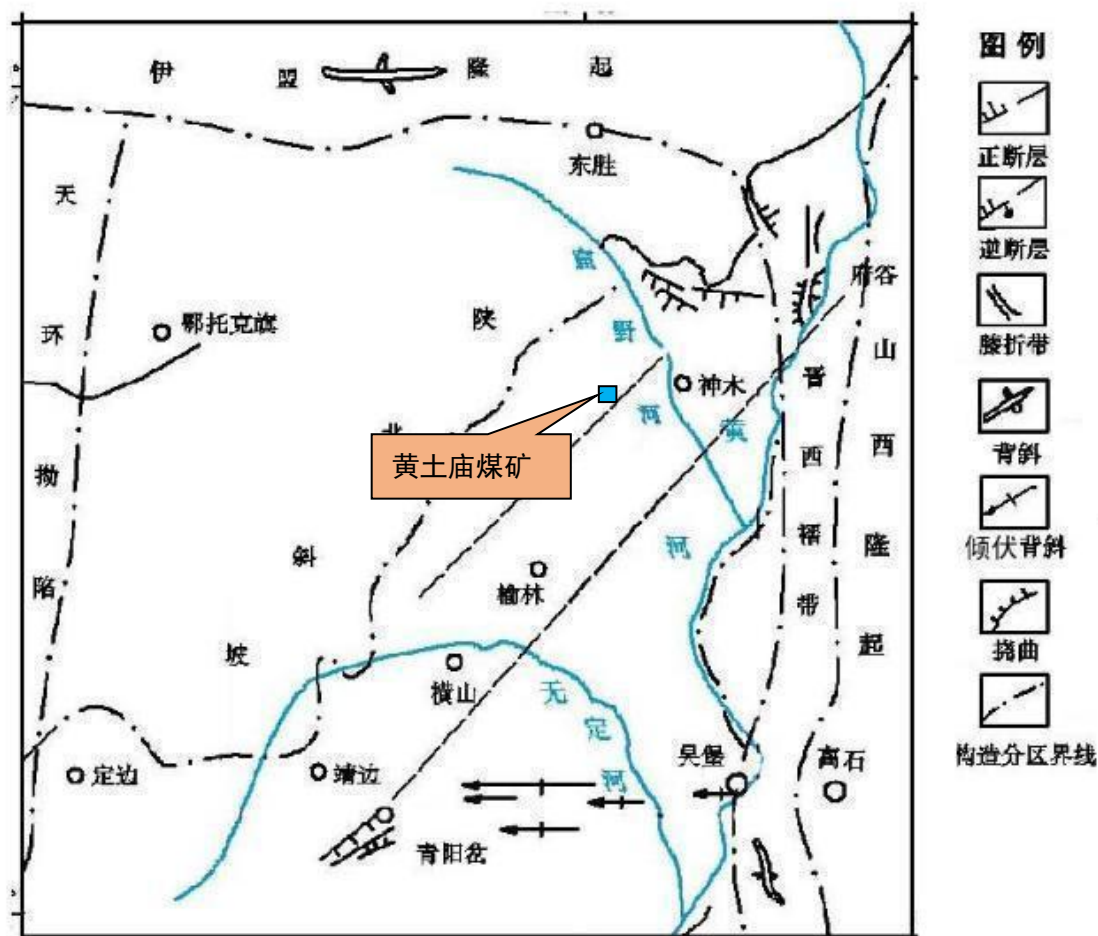 伊盟隆起
东胜
天环拗陷
鄂托克旗
陕北斜坡
窟野河
神木
府谷
黄河
晋西褶带
山西隆起
黄土庙煤矿
榆林
横山
无定河
定边
靖边
吴堡
离石
青阳岔
图例
正断层
逆断层
膝折带
背斜
倾伏背斜
挠曲
构造分区界线